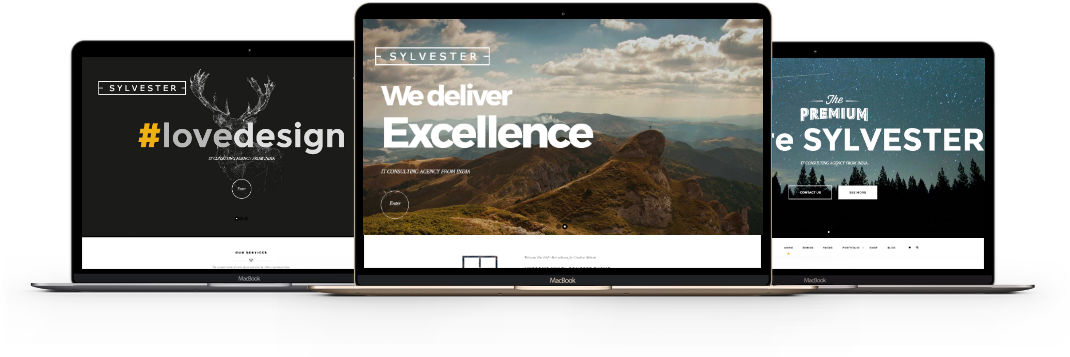 SYLVESTER
#lovedesign
IT CONSULTING AGENCY FROM INDIA
Enter
OUR SERVICES
MacBook
SYLVESTER
We deliver
Excellence
IT CONSULTING AGENCY FROM INDIA
Enter
MacBook
The
PREMIUM
re SYLVESTER
IT CONSULTING AGENCY FROM INDIA
CONTACT US
SEE MORE
HOME
PAGES
PORTFOLIO
SHOP
BLOG
MacBook